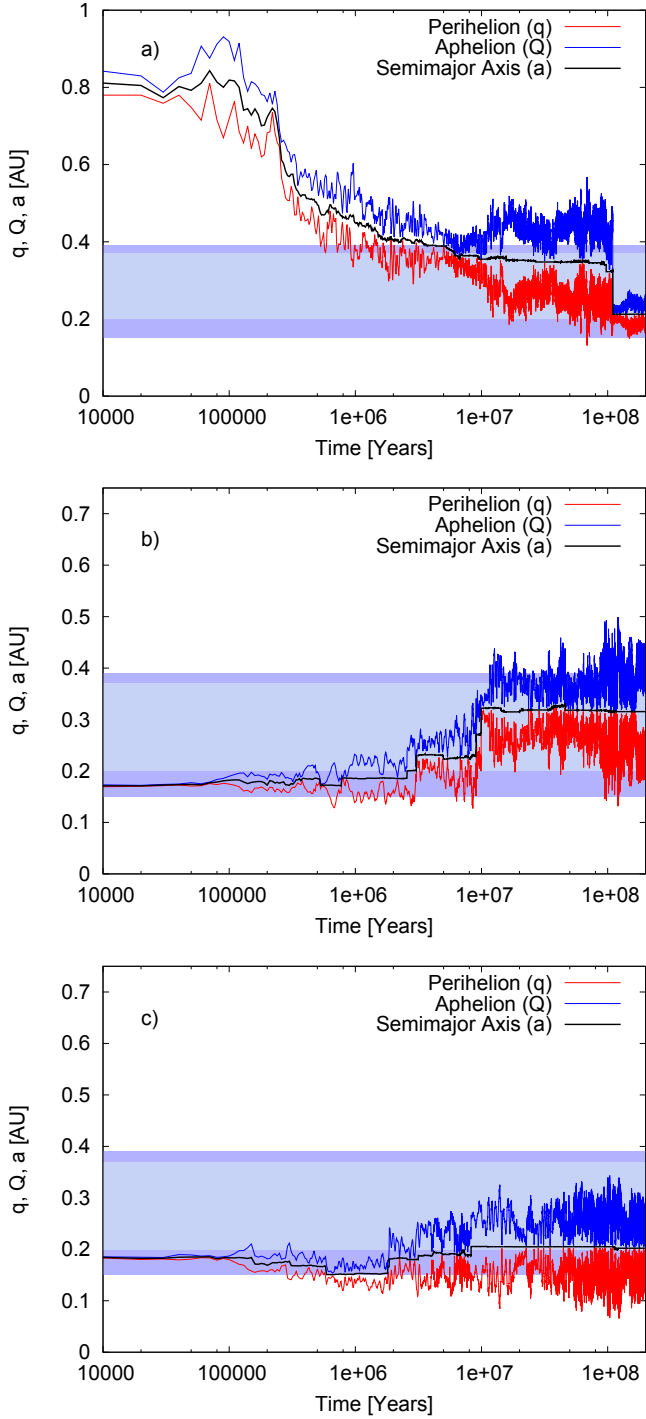 1
0.8
0.6
0.4
0.2
0
q, Q, a [AU]
a)
Perihelion (q)
Aphelion (Q)
Semimajor Axis (a)
10000 100000 1e+06 1e+07 1e+08
Time [Years]
0.7
0.6
0.5
0.4
0.3
0.2
0.1
0
q, Q, a [AU]
b)
Perihelion (q)
Aphelion (Q)
Semimajor Axis (a)
10000 100000 1e+06 1e+07 1e+08
Time [Years]
0.7
0.6
0.5
0.4
0.3
0.2
0.1
0
q, Q, a [AU]
c)
Perihelion (q)
Aphelion (Q)
Semimajor Axis (a)
10000 100000 1e+06 1e+07 1e+08
Time [Years]